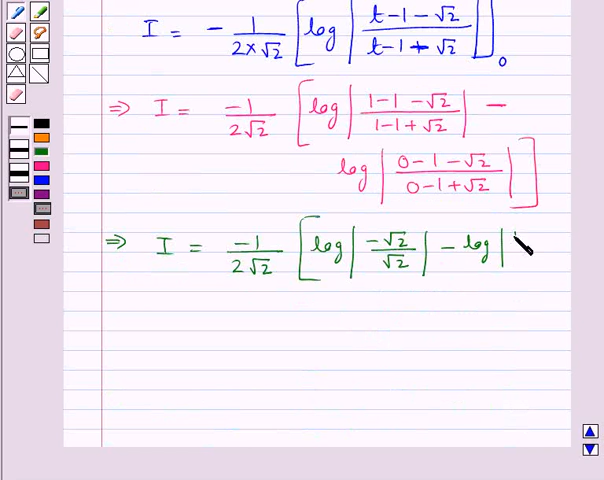 I = - 1/(2×√2) [log | (t-1-√2)/(t-1+√2) |]₀
⇒ I = -1/(2√2) [log | (1-1-√2)/(1-1+√2) | -
log | (0-1-√2)/(0-1+√2) | ]
⇒ I = -1/(2√2) [log | -√2/√2 | - log |